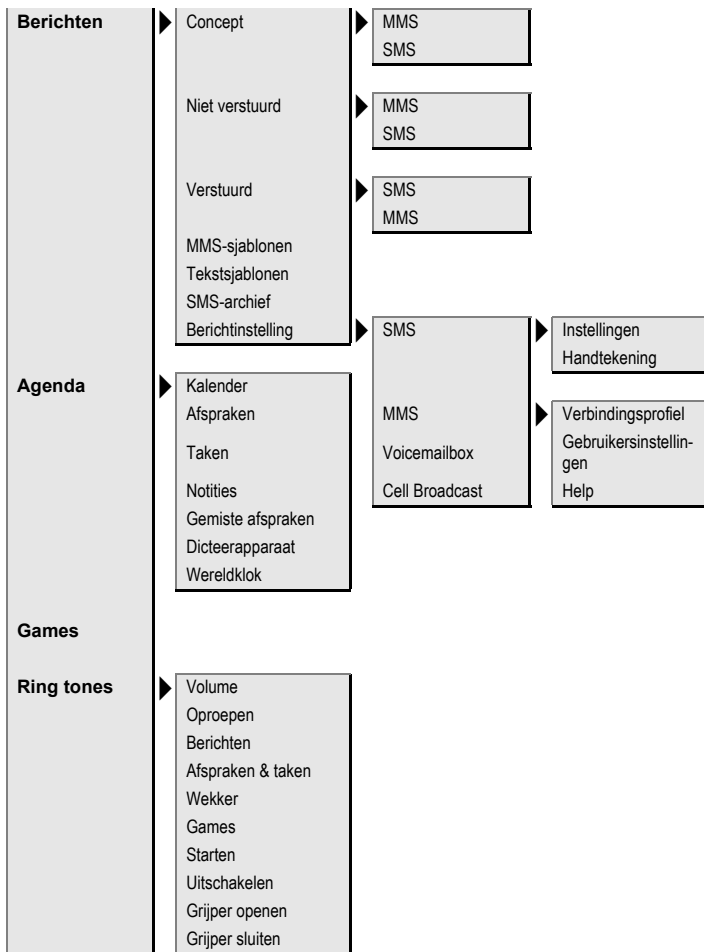 Berichten
Concept
MMS
SMS
Niet verstuurd
MMS
SMS
Verstuurd
SMS
MMS
MMS-sjablonen
Tekstsjablonen
SMS-archief
Berichtinstelling
SMS
Instellingen
Handtekening
MMS
Verbindingsprofiel
Gebruikersinstellin-
gen
Help
Voicemailbox
Cell Broadcast
Agenda
Kalender
Afspraken
Taken
Notities
Gemiste afspraken
Dicteerapparaat
Wereldklok
Games
Ring tones
Volume
Oproepen
Berichten
Afspraken & taken
Wekker
Games
Starten
Uitschakelen
Grijper openen
Grijper sluiten